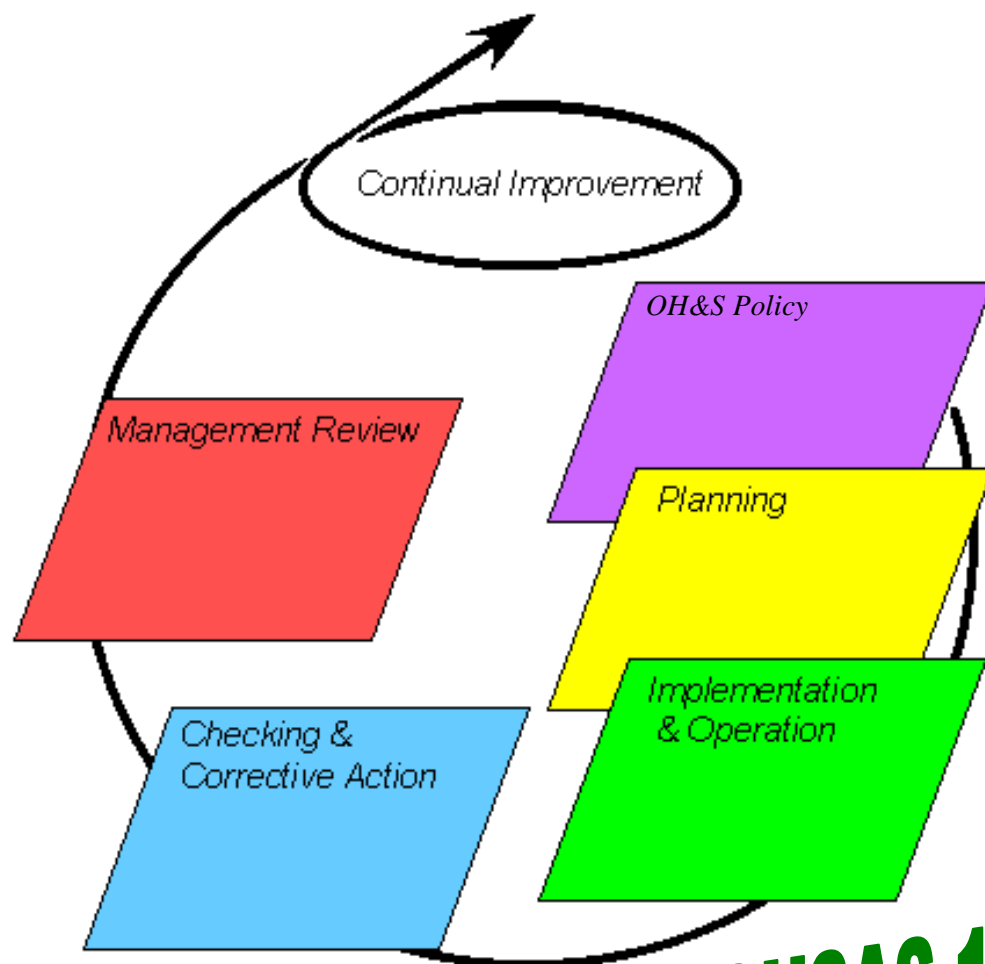 Continual Improvement
OH&S Policy
Management Review
Planning
Implementation
& Operation
Checking &
Corrective Action